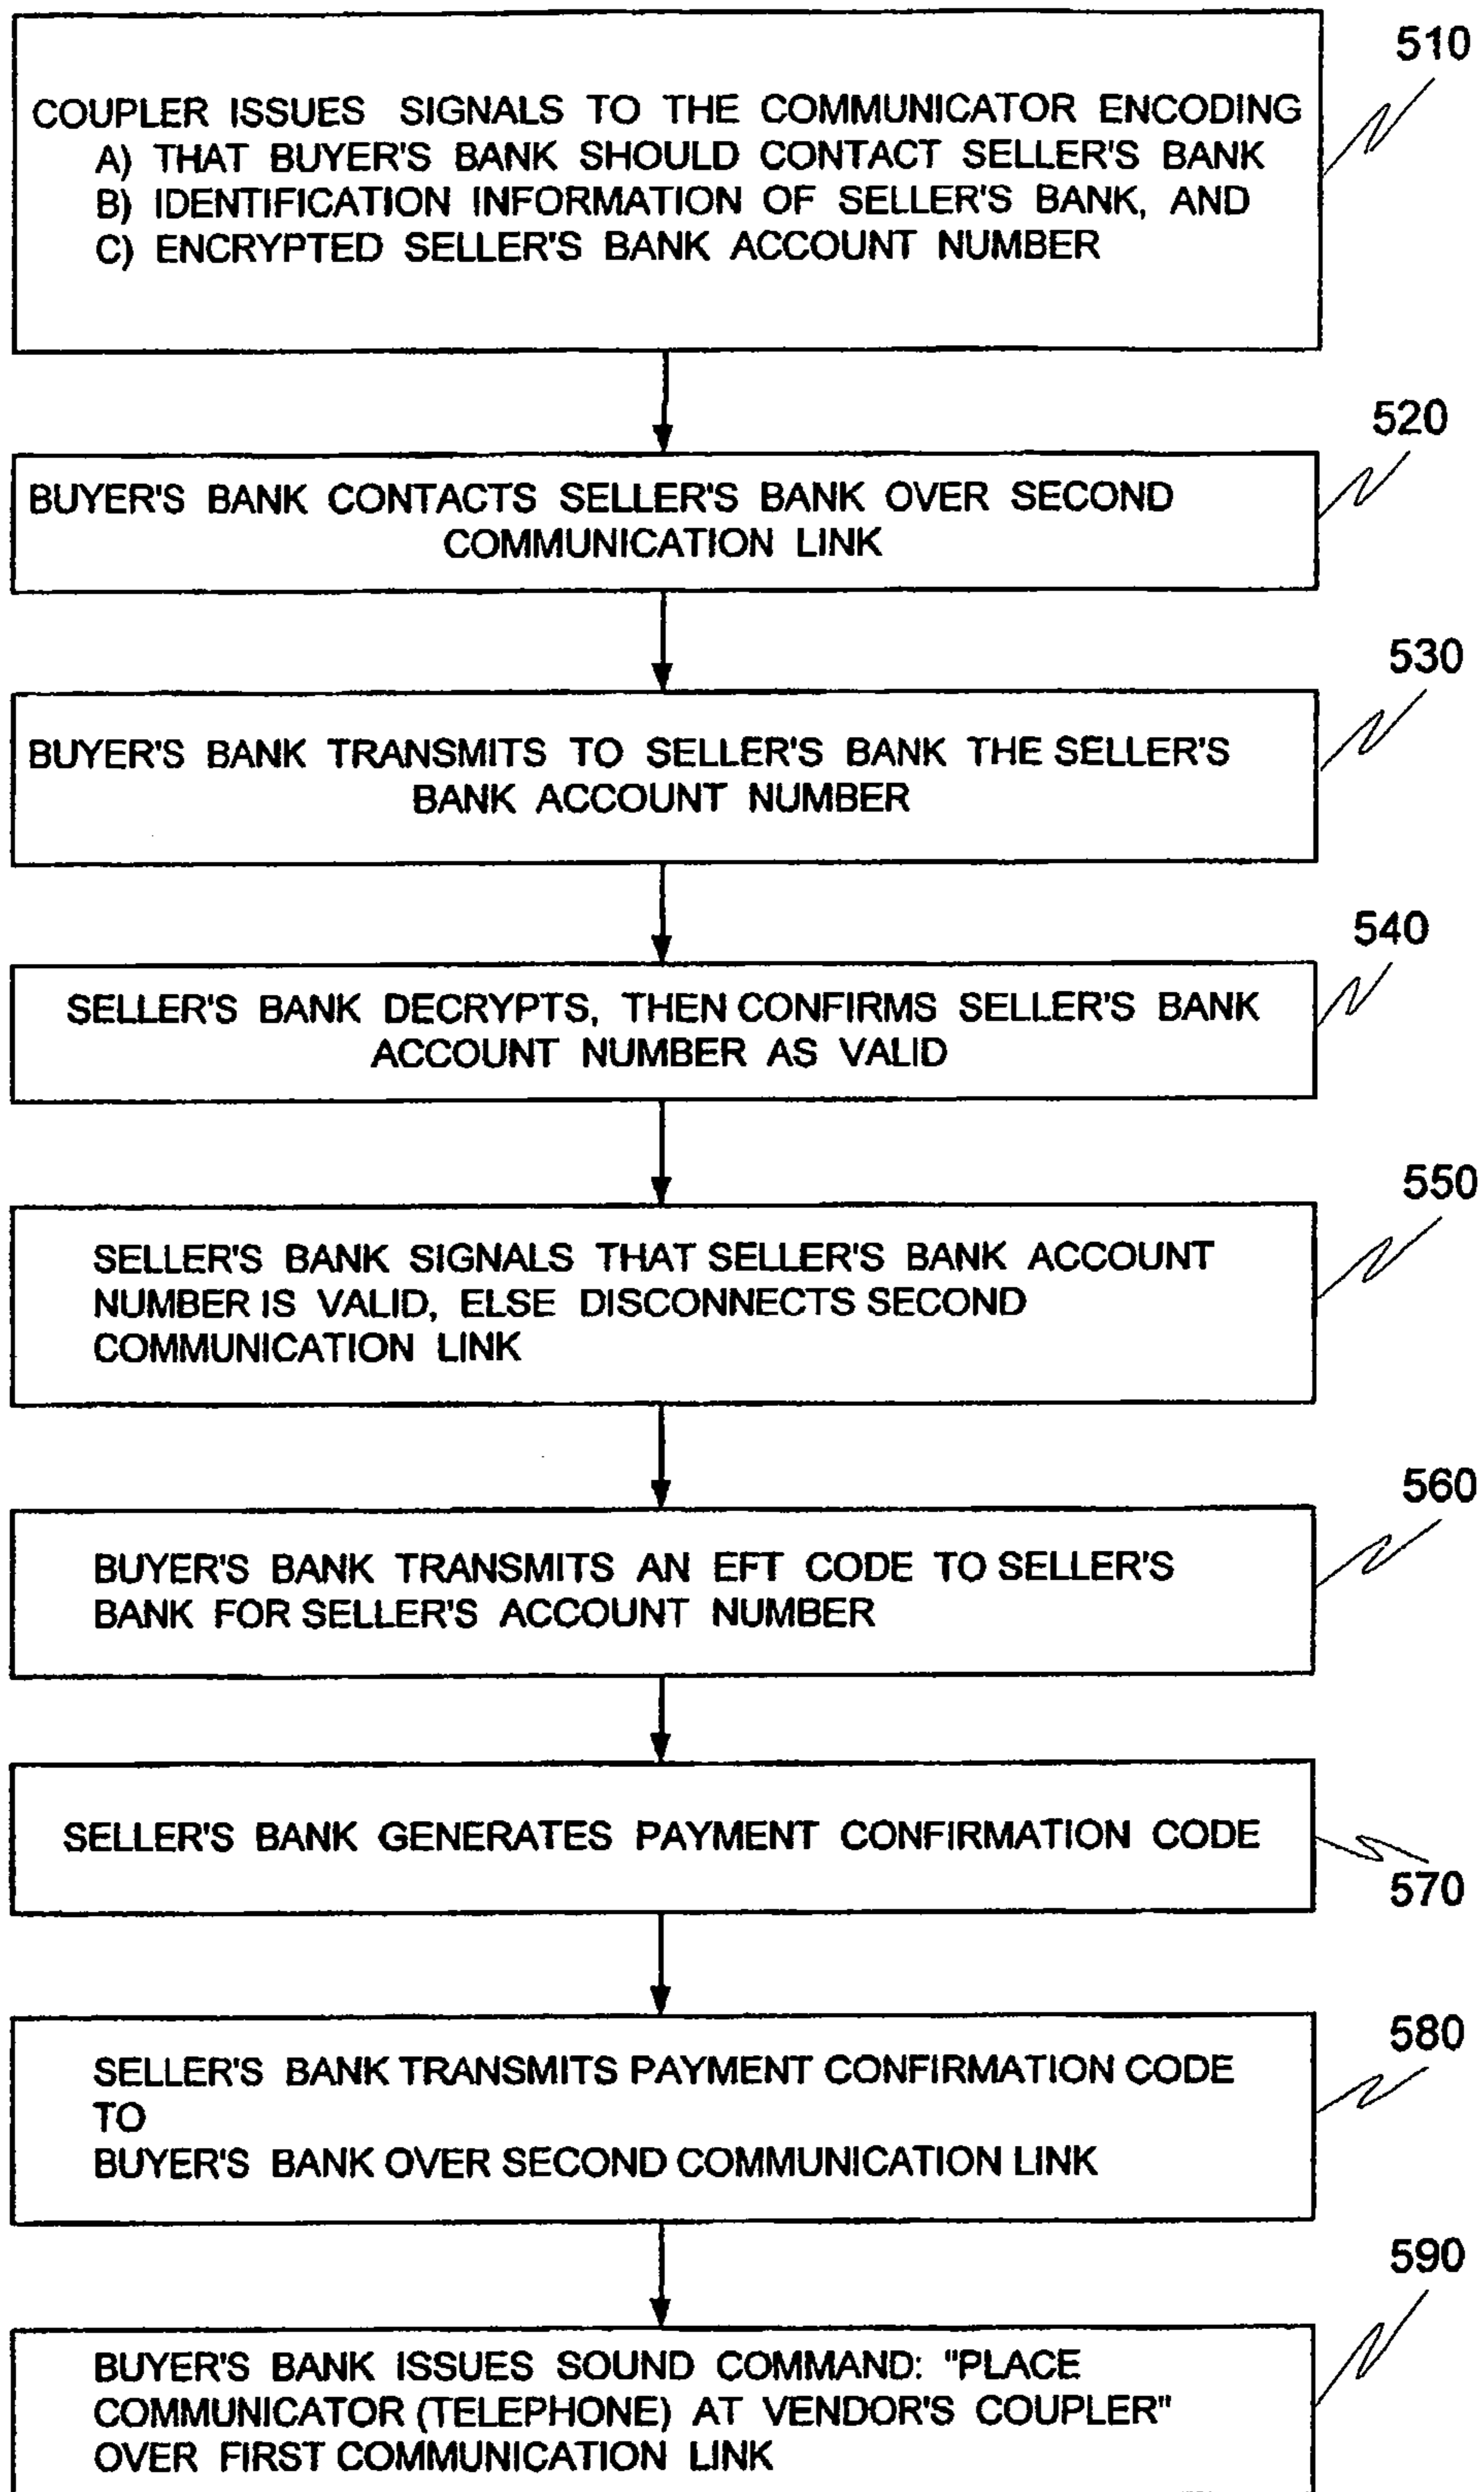 510
COUPLER ISSUES SIGNALS TO THE COMMUNICATOR ENCODING
A) THAT BUYER'S BANK SHOULD CONTACT SELLER'S BANK
B) IDENTIFICATION INFORMATION OF SELLER'S BANK, AND
C) ENCRYPTED SELLER'S BANK ACCOUNT NUMBER
520
BUYER'S BANK CONTACTS SELLER'S BANK OVER SECOND
COMMUNICATION LINK
530
BUYER'S BANK TRANSMITS TO SELLER'S BANK THE SELLER'S
BANK ACCOUNT NUMBER
540
SELLER'S BANK DECRYPTS, THEN CONFIRMS SELLER'S BANK
ACCOUNT NUMBER AS VALID
550
SELLER'S BANK SIGNALS THAT SELLER'S BANK ACCOUNT
NUMBER IS VALID, ELSE DISCONNECTS SECOND
COMMUNICATION LINK
560
BUYER'S BANK TRANSMITS AN EFT CODE TO SELLER'S
BANK FOR SELLER'S ACCOUNT NUMBER
SELLER'S BANK GENERATES PAYMENT CONFIRMATION CODE
570
580
SELLER'S BANK TRANSMITS PAYMENT CONFIRMATION CODE
TO
BUYER'S BANK OVER SECOND COMMUNICATION LINK
590
BUYER'S BANK ISSUES SOUND COMMAND: "PLACE
COMMUNICATOR (TELEPHONE) AT VENDOR'S COUPLER"
OVER FIRST COMMUNICATION LINK